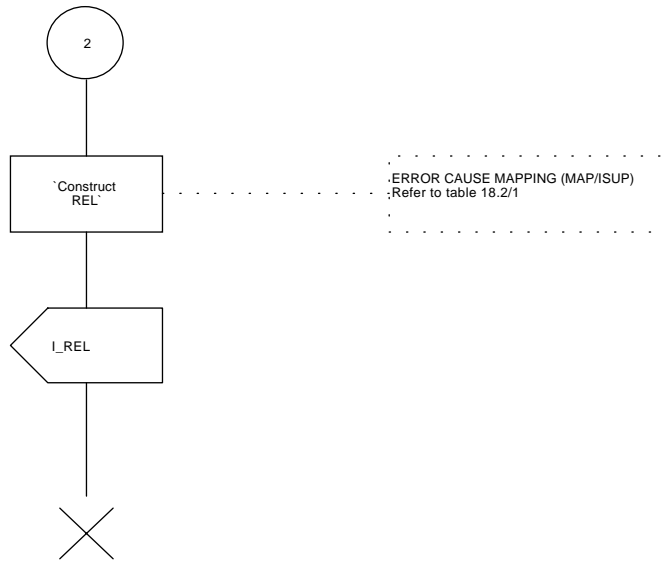 2
`Construct
REL`
ERROR CAUSE MAPPING (MAP/ISUP)
Refer to table 18.2/1
I_REL